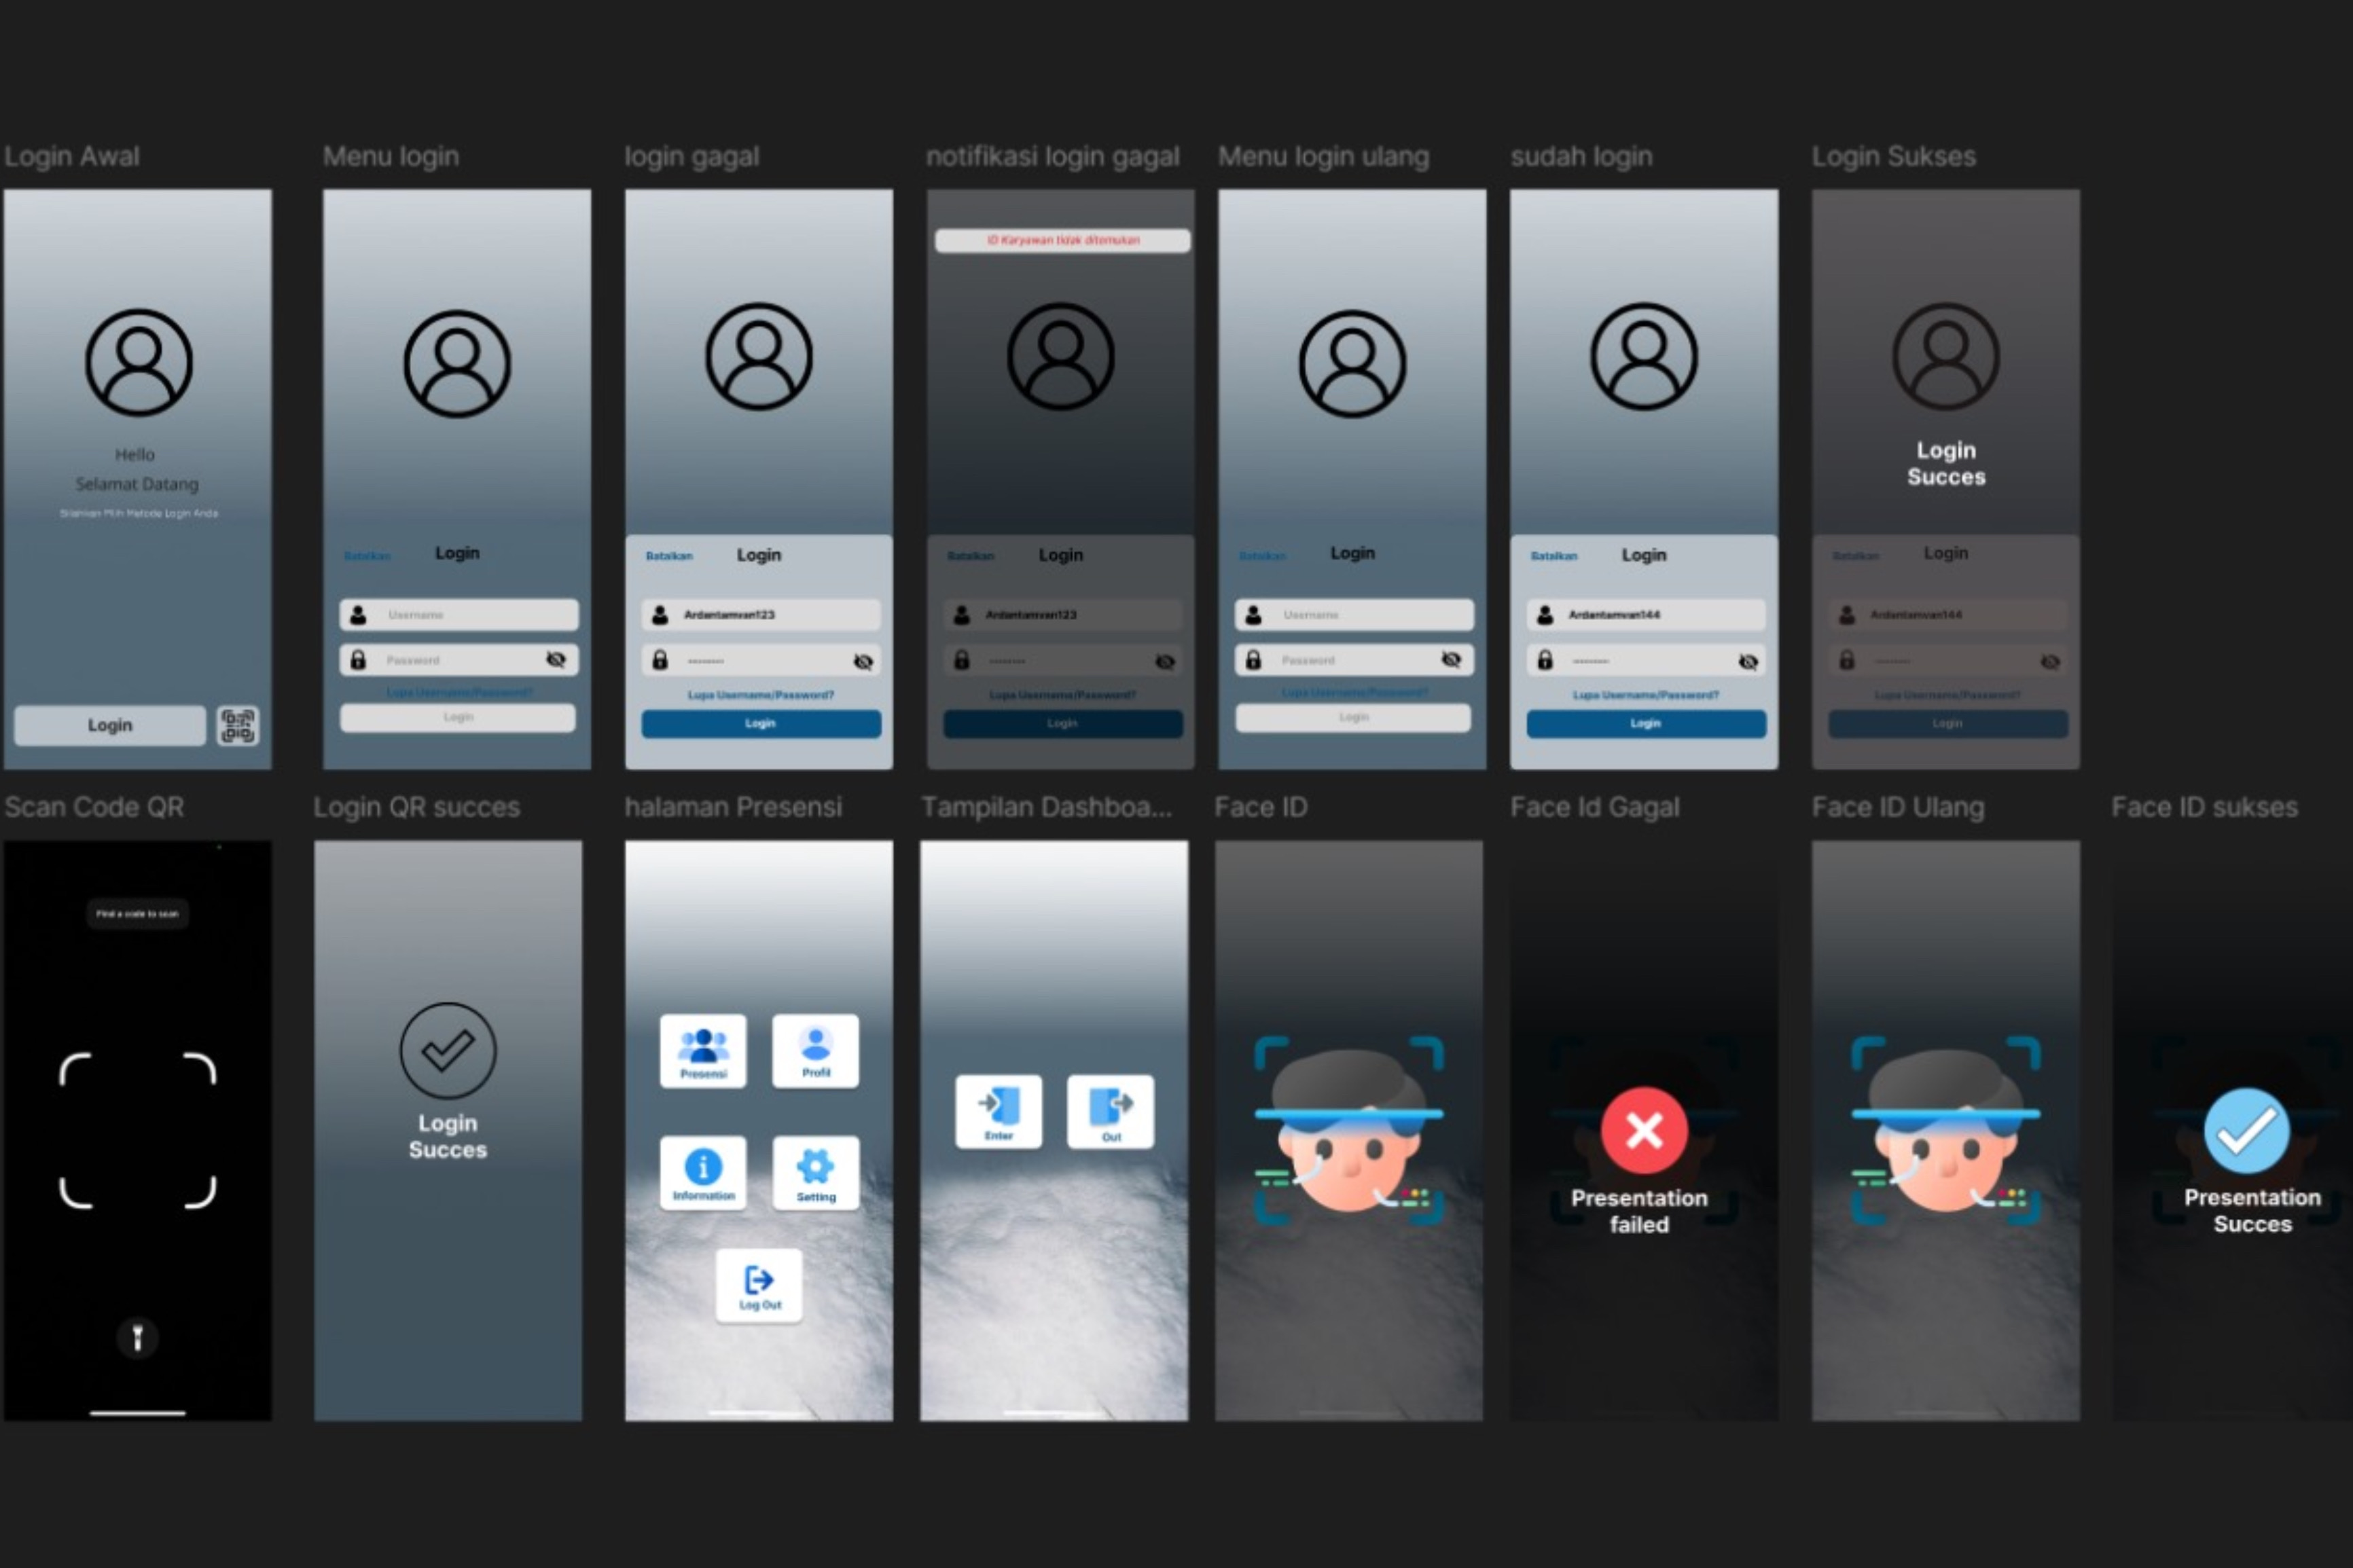 Login Awal
Menu login
login gagal
notifikasi login gagal
Menu login ulang
sudah login
Login Sukses
Hello
Selamat Datang
Silahkan Pilih Metode Login Anda
Login
Batalkan
Login
Username
Password
Lupa Username/Password?
Login
Batalkan
Login
Ardantamvan123
--------
Lupa Username/Password?
Login
ID Karyawan tidak ditemukan
Batalkan
Login
Ardantamvan123
--------
Lupa Username/Password?
Login
Batalkan
Login
Username
Password
Lupa Username/Password?
Login
Batalkan
Login
Ardantamvan144
--------
Lupa Username/Password?
Login
Login
Succes
Batalkan
Login
Ardantamvan144
--------
Lupa Username/Password?
Login
Scan Code QR
Login QR succes
halaman Presensi
Tampilan Dashboa...
Face ID
Face Id Gagal
Face ID Ulang
Face ID sukses
Find a code to scan
Login
Succes
Presensi
Profil
Information
Setting
Log Out
Enter
Out
Presentation
failed
Presentation
Succes